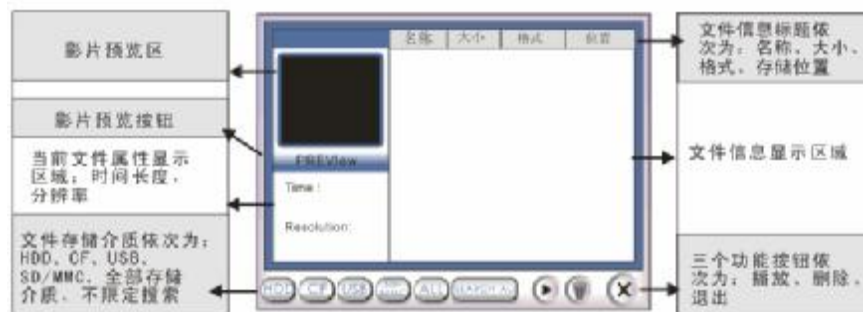 影片预览区
影片预览按钮
当前文件属性显示
区域：时间长度、
分辨率
文件存储介质依次为：
HDD、CF、USB、
SD/MMC、全部存储
介质、不限定搜索
名称 大小 格式 位置
PREView
Time :
Resolution:
HDD CF USB ALL
文件信息标题依
次为：名称、大小、
格式、存储位置
文件信息显示区域
三个功能按钮依
次为：播放、删除、
退出